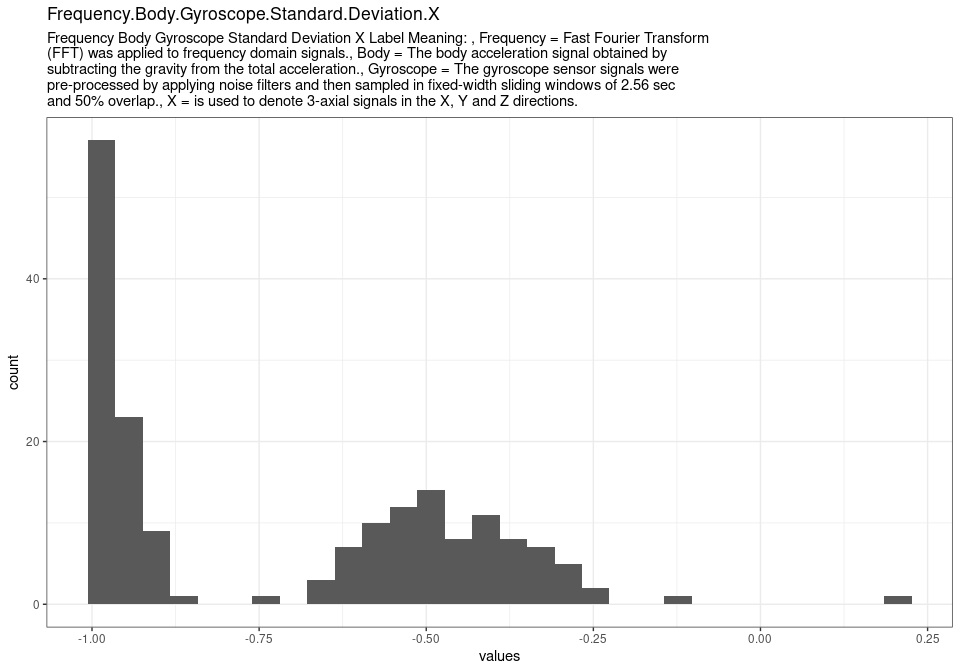 Frequency.Body.Gyroscope.Standard.Deviation.X
Frequency Body Gyroscope Standard Deviation X Label Meaning: , Frequency = Fast Fourier Transform
(FFT) was applied to frequency domain signals., Body = The body acceleration signal obtained by
subtracting the gravity from the total acceleration., Gyroscope = The gyroscope sensor signals were
pre-processed by applying noise filters and then sampled in fixed-width sliding windows of 2.56 sec
and 50% overlap., X = is used to denote 3-axial signals in the X, Y and Z directions.
40
20
0
count
-1.00 -0.75 -0.50 -0.25 0.00 0.25
values